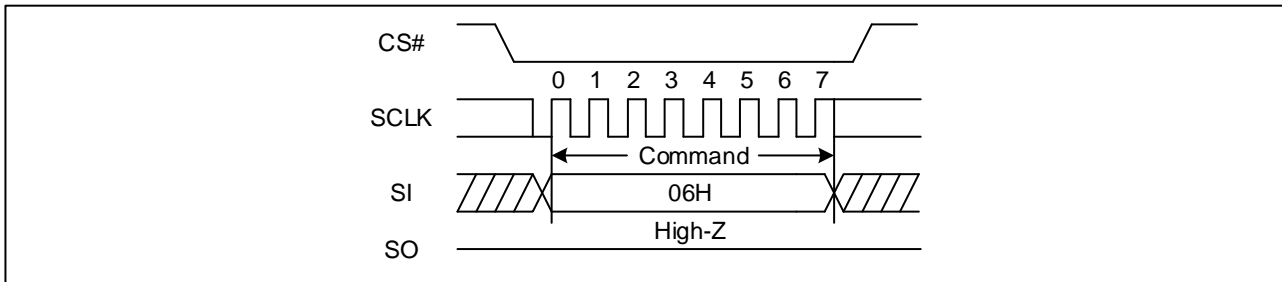 CS#
0 1 2 3 4 5 6 7
SCLK
Command
SI
06H
High-Z
SO